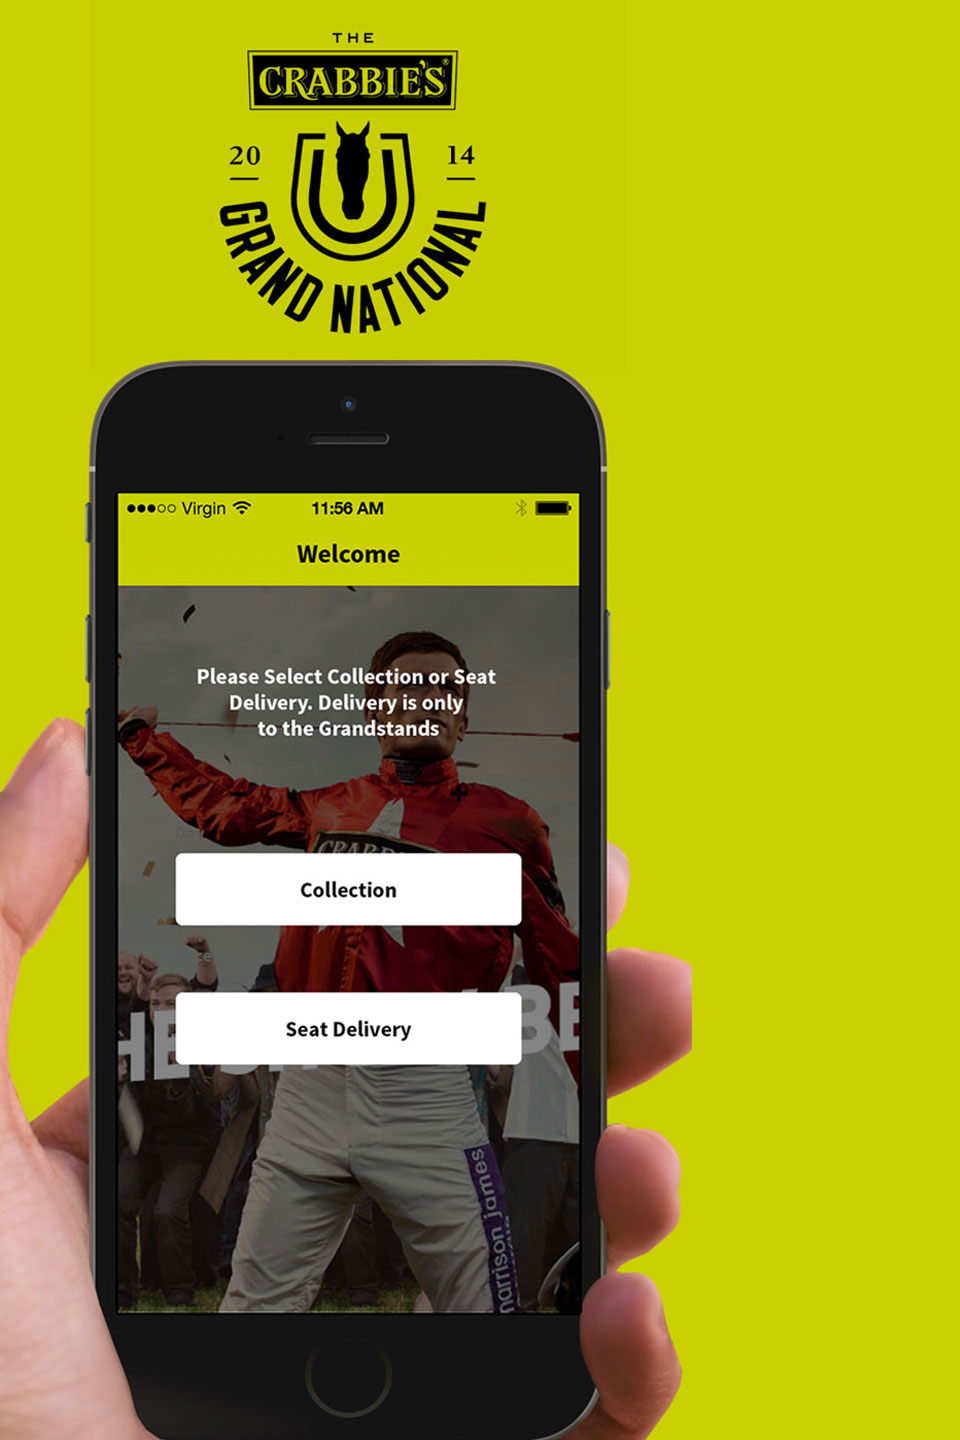 THE
CRABBIE'S®
20 14
GRAND NATIONAL
Virgin 11:56 AM
Welcome
Please Select Collection or Seat
Delivery. Delivery is only
to the Grandstands
− +
Collection
Seat Delivery
harrison james